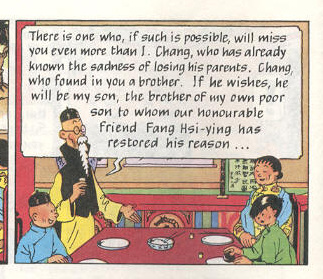 There is one who, if such is possible, will miss
you even more than I. Chang, who has already
known the sadness of losing his parents. Chang,
who found in you a brother. If he wishes, he
will be my son, the brother of my own poor
son to whom our honourable
friend Fang Hsi-ying has
restored his reason ...